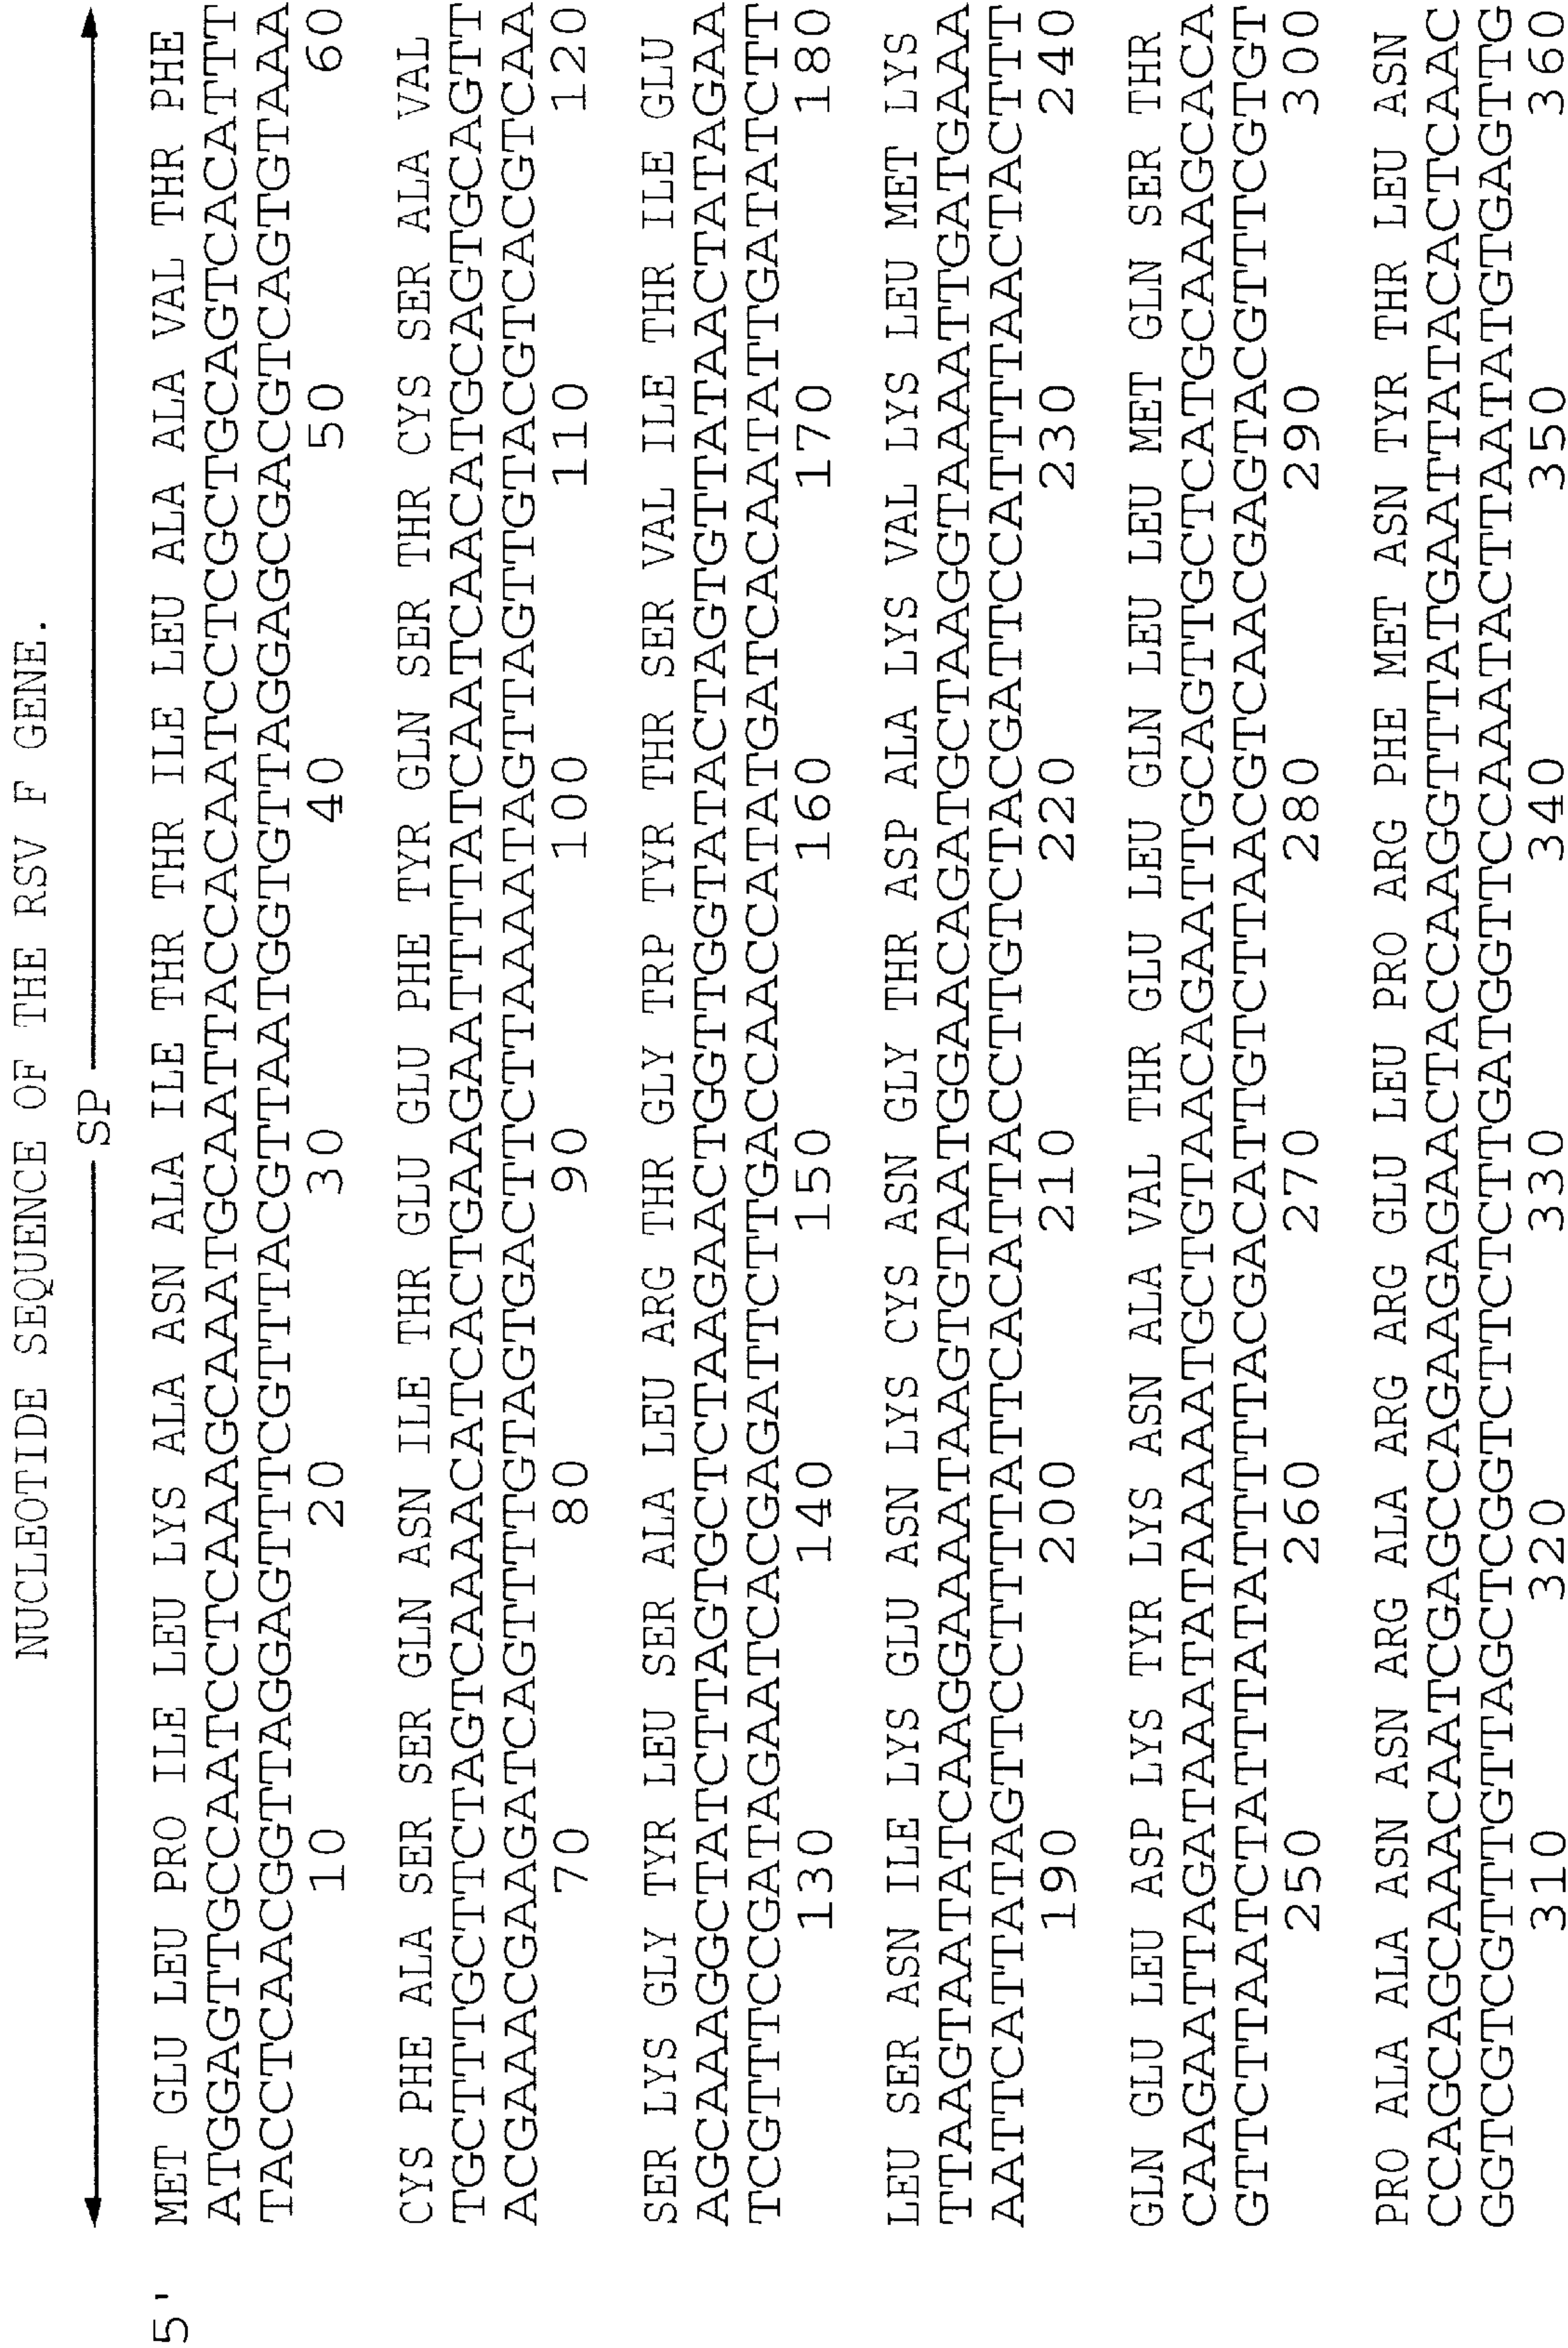 NUCLEOTIDE SEQUENCE OF THE RSV F GENE.
SP
5' MET GLU LEU PRO ILE LEU LYS ALA ASN ALA ILE THR THR ILE LEU ALA ALA VAL THR PHE
ATGGAGTTGCCAATCCTCAAAGCAAATGCAATTACCACAATCCTCGCTGCAGTCACATTT
TACCTCAACGGTTAGGAGTTTCGTTTACGTTAATGGTGTTAGGAGCGACGTCAGTGTAAA
10 20 30 40 50 60
CYS PHE ALA SER SER GLN ASN ILE THR GLU GLU PHE TYR GLN SER THR CYS SER ALA VAL
TGCTTTGCTTCTAGTCAAAACATCACTGAAGAATTTTATCAATCAACATGCAGTGCAGTT
ACGAAACGAAGATCAGTTTTGTAGTGACTTCTTAAAATAGTTAGTTGTACGTCACGTCAA
70 80 90 100 110 120
SER LYS GLY TYR LEU SER ALA LEU ARG THR GLY TRP TYR THR SER VAL ILE THR ILE GLU
AGCAAAGGCTATCTTAGTGCTCTAAGAACTGGTTGGTATACTAGTGTTATAACTATAGAA
TCGTTTCCGATAGAATCACGAGATTCTTGACCAACCATATGATCACAATATTGATATCTT
130 140 150 160 170 180
LEU SER ASN ILE LYS GLU ASN LYS CYS ASN GLY THR ASP ALA LYS VAL LYS LEU MET LYS
TTAAGTAATATCAAGGAAAATAAGTGTAATGGAACAGATGCTAAGGTAAAATTGATGAAA
AATTCATTATAGTTCCTTTTATTCACATTACCTTGTCTACGATTCCATTTTAACTACTTT
190 200 210 220 230 240
GLN GLU LEU ASP LYS TYR LYS ASN ALA VAL THR GLU LEU GLN LEU LEU MET GLN SER THR
CAAGAATTAGATAAATATAAAAATGCTGTAACAGAATTGCAGTTGCTCATGCAAAGCACA
GTTCTTAATCTATTTATATTTTTACGACATTGTCTTAACGTCAACGAGTACGTTTCGTGT
250 260 270 280 290 300
PRO ALA ALA ASN ASN ARG ALA ARG ARG GLU LEU PRO ARG PHE MET ASN TYR THR LEU ASN
CCAGCAGCAAACAATCGAGCCAGAAGAGAACTACCAAGGTTTATGAATTATACACTCAAC
GGTCGTCGTTTGTTAGCTCGGTCTTCTCTTGATGGTTCCAAATACTTAATATGTGAGTTG
310 320 330 340 350 360